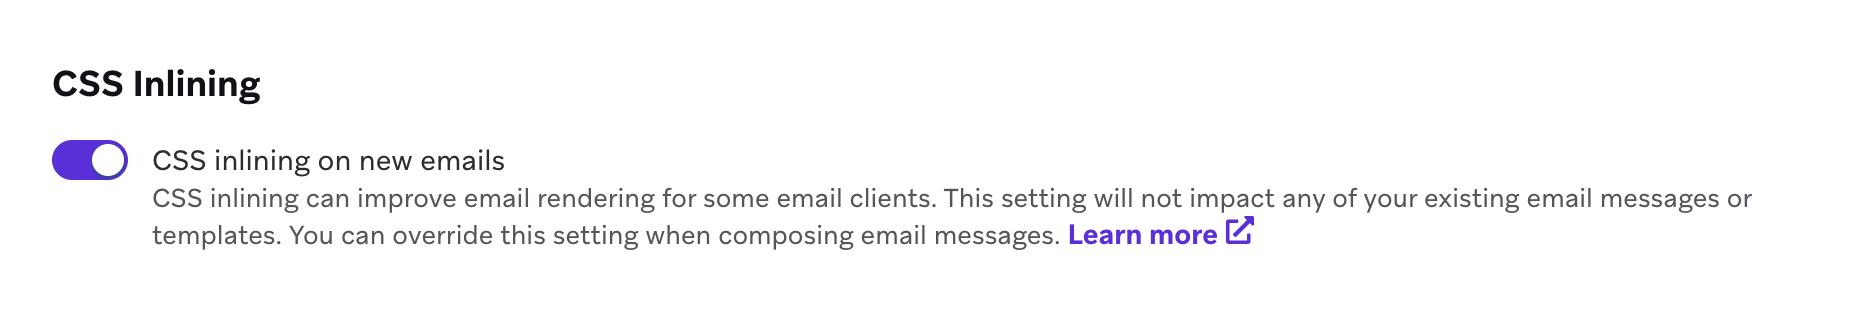 CSS Inlining
CSS inlining on new emails
CSS inlining can improve email rendering for some email clients. This setting will not impact any of your existing email messages or
templates. You can override this setting when composing email messages. Learn more